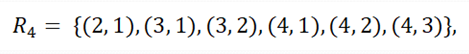 R₄ = {(2, 1), (3, 1), (3, 2), (4, 1), (4, 2), (4, 3)},